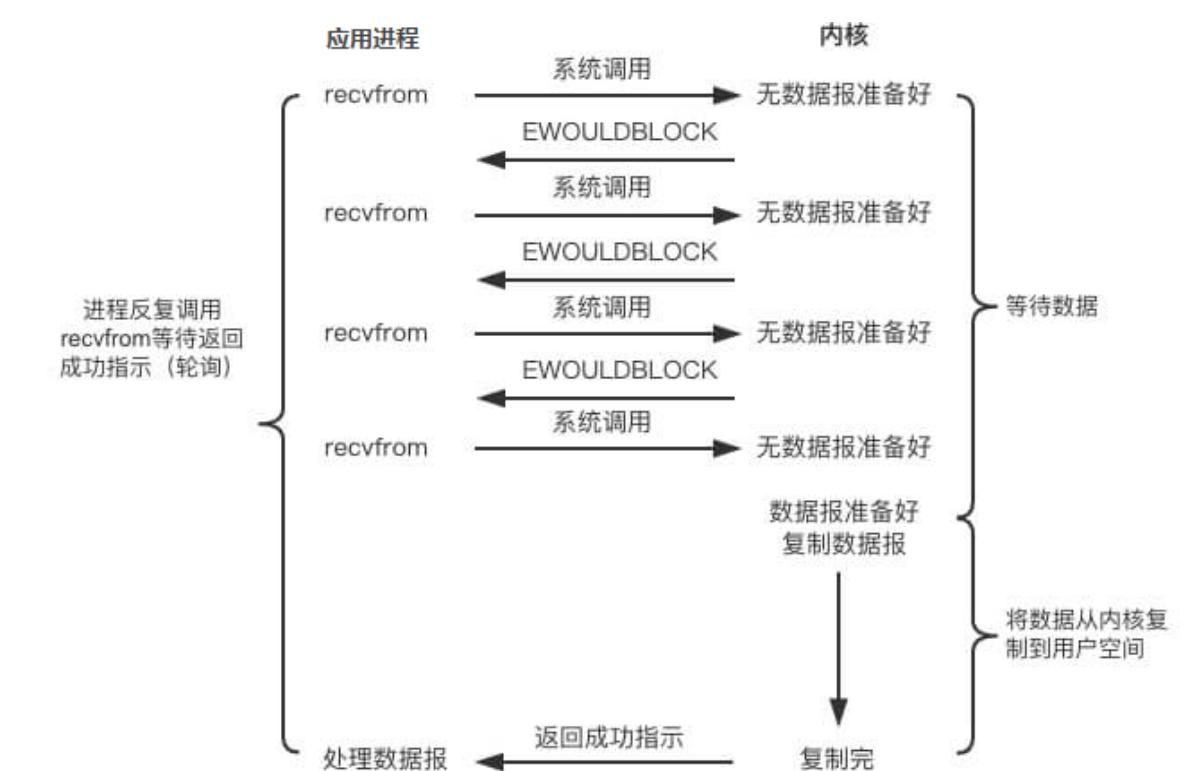 应用进程
内核
系统调用
recvfrom
无数据报准备好
EWOULDBLOCK
系统调用
recvfrom
无数据报准备好
EWOULDBLOCK
进程反复调用
recvfrom等待返回
成功指示（轮询）
系统调用
recvfrom
无数据报准备好
等待数据
EWOULDBLOCK
系统调用
recvfrom
无数据报准备好
数据报准备好
复制数据报
将数据从内核复
制到用户空间
返回成功指示
处理数据报
复制完